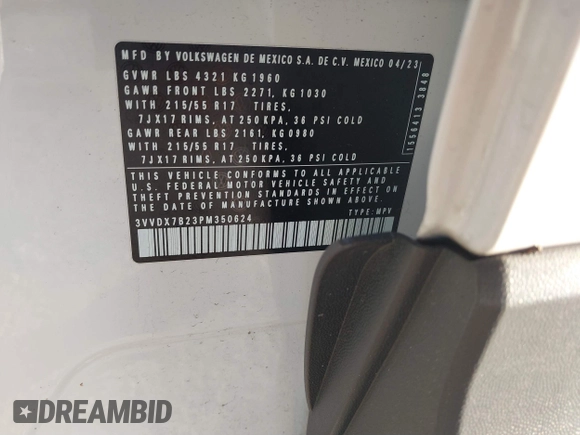 MFD BY VOLKSWAGEN DE MEXICO S.A. DE C.V. MEXICO 04/23
GVWR LBS 4321 KG 1960
GAWR FRONT LBS 2271, KG 1030
WITH 215/55 R17 TIRES,
7JX17 RIMS, AT 250 KPA, 36 PSI COLD
GAWR REAR LBS 2161, KG 0980
WITH 215/55 R17 TIRES,
7JX17 RIMS, AT 250 KPA, 36 PSI COLD
THIS VEHICLE CONFORMS TO ALL APPLICABLE
U.S. FEDERAL MOTOR VEHICLE SAFETY AND
THEFT PREVENTION STANDARDS IN EFFECT ON
THE DATE OF MANUFACTURE SHOWN ABOVE.
3VVDX7B23PM350624 TYPE: MPV
1556413 3848
DREAMBID